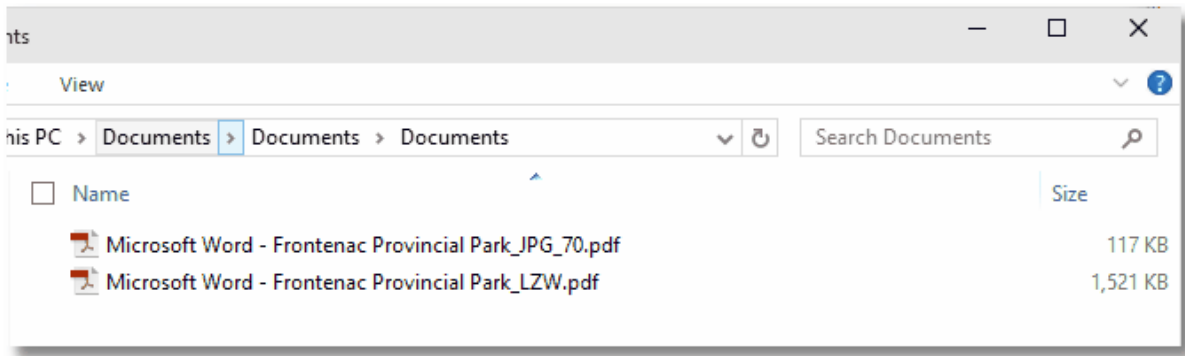 nts
View
his PC > Documents > Documents > Documents
Search Documents
Name Size
Microsoft Word - Frontenac Provincial Park_JPG_70.pdf 117 KB
Microsoft Word - Frontenac Provincial Park_LZW.pdf 1,521 KB